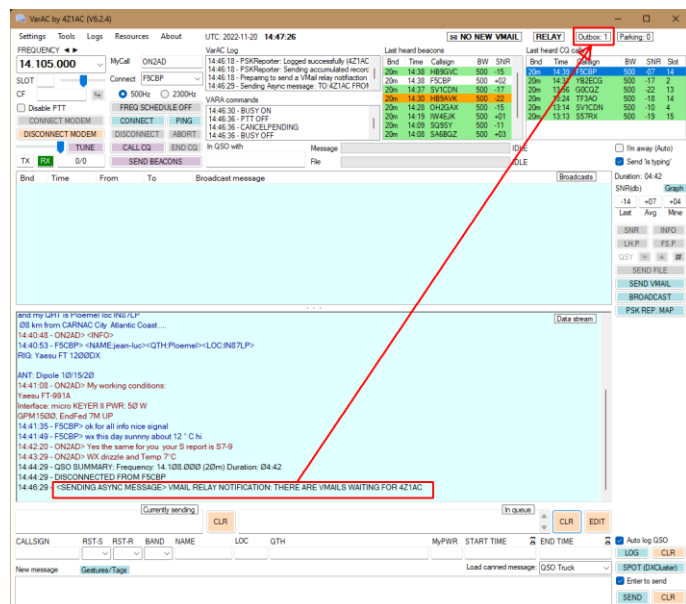 VarAC by 4Z1AC (V6.2.4)
Settings Tools Logs Resources About UTC: 2022-11-20 14:47:26 NO NEW VMAIL RELAY Outbox: 1 Parking: 0
FREQUENCY ◄ ► VarAC Log Last heard beacons Last heard CQ calls
14.105.000 MyCall ON2AD
14:46:18 - PSKReporter: Logged successfully (4Z1AC
14:46:18 - PSKReporter: Sending accumulated record
14:46:18 - Preparing to send a VMail relay notifaction
14:46:29 - Sending Async message: TO:4Z1AC FROM
Bnd Time Callsign BW SNR
20m 14:38 HB9GVC 500 -15
20m 14:38 F5CBP 500 +02
20m 14:37 SV1CDN 500 -17
20m 14:30 HB9AVK 500 -22
20m 14:28 OH2GAX 500 -15
20m 14:19 IW4EJK 500 +01
20m 14:09 SQ9SY 500 -11
20m 14:08 SA6BGZ 500 +03
Bnd Time Callsign BW SNR Slot
20m 14:39 F5CBP 500 -07 14
20m YB2ECG 500 -17 2
20m G0CQZ 500 -22 13
20m 13:24 TF3AO 500 -18 14
20m 13:14 SV1CDN 500 -10 4
20m 13:13 S57RX 500 -19 15
SLOT Connect F5CBP
CF 500Hz 2300Hz
Disable PTT FREQ SCHEDULE OFF
VARA commands
14:46:30 - BUSY ON
14:46:36 - PTT OFF
14:46:36 - CANCELPENDING
14:46:36 - BUSY OFF
CONNECT MODEM CONNECT PING
DISCONNECT MODEM DISCONNECT ABORT
TUNE CALL CQ END CQ In QSO with Message IDLE I'm away (Auto)
TX RX 0/0 SEND BEACONS File IDLE Send 'is typing'
Bnd Time From To Broadcast message Broadcasts Duration: 04:42
SNR(db) Graph
-14 +07 +04
Last Avg Mine
SNR INFO
LH.P FS.P
QSY #
SEND FILE
SEND VMAIL
BROADCAST
PSK REP. MAP
and my QHT is Ploemel loc IN87LP
Ø8 km from CARNAC City Atlantic Coast ....
Data stream
14:40:48 - ON2AD> <INFO>
14:40:53 - F5CBP> <NAME:jean-luc><QTH:Ploemel><LOC:IN87LP>
RIG: Yaesu FT 12ØØDX
ANT: Dipole 1Ø/15/2Ø
14:41:08 - ON2AD> My working conditions:
Yaesu FT-991A
Interface: micro KEYER II PWR: 5Ø W
GPM15ØØ, EndFed 7M UP
14:41:35 - F5CBP> ok for all info nice signal
14:41:49 - F5CBP> wx this day sunnny about 12 ° C hi
14:42:20 - ON2AD> Yes the same for you your S report is S7-9
14:43:29 - ON2AD> WX drizzle and Temp 7°C
14:44:29 - QSO SUMMARY: Frequency: 14.1Ø8.ØØØ (2Øm) Duration: Ø4:42
14:44:29 - DISCONNECTED FROM F5CBP
14:46:29 - <SENDING ASYNC MESSAGE> VMAIL RELAY NOTIFICATION: THERE ARE VMAILS WAITING FOR 4Z1AC
Currently sending In queue
CLR CLR EDIT
CALLSIGN RST-S RST-R BAND NAME LOC QTH MyPWR START TIME END TIME Auto log QSO
LOG CLR
New message Gestures/Tags Load canned message: QSO Truck SPOT (DXCluster)
Enter to send
SEND CLR